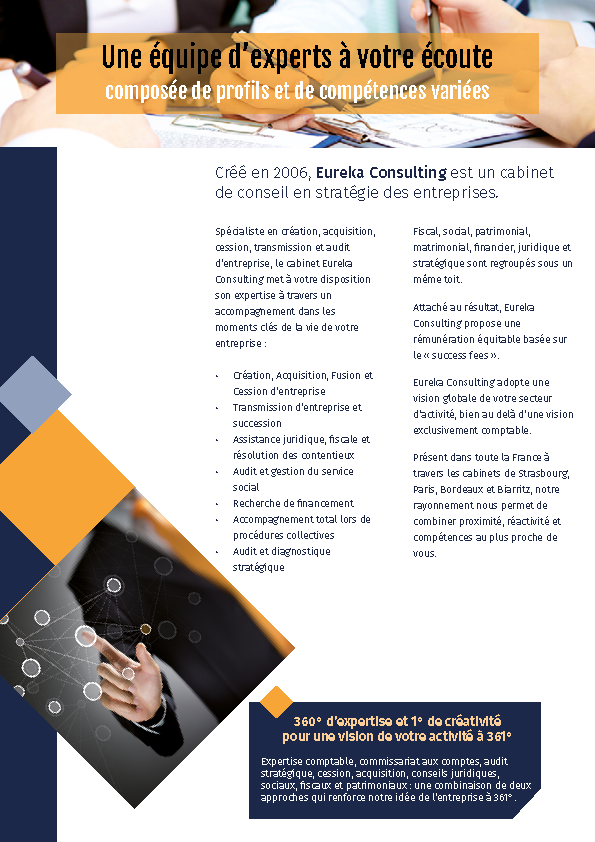 Une équipe d'experts à votre écoute
composée de profils et de compétences variées
Créé en 2006, Eureka Consulting est un cabinet
de conseil en stratégie des entreprises.
Spécialiste en création, acquisition,
cession, transmission et audit
d'entreprise, le cabinet Eureka
Consulting met à votre disposition
son expertise à travers un
accompagnement dans les
moments clés de la vie de votre
entreprise :
• Création, Acquisition, Fusion et
Cession d'entreprise
• Transmission d'entreprise et
succession
• Assistance juridique, fiscale et
résolution des contentieux
• Audit et gestion du service
social
• Recherche de financement
• Accompagnement total lors de
procédures collectives
• Audit et diagnostique
stratégique
Fiscal, social, patrimonial,
matrimonial, financier, juridique et
stratégique sont regroupés sous un
même toit.
Attaché au résultat, Eureka
Consulting propose une
rémunération équitable basée sur
le « success fees ».
Eureka Consulting adopte une
vision globale de votre secteur
d'activité, bien au delà d'une vision
exclusivement comptable.
Présent dans toute la France à
travers les cabinets de Strasbourg,
Paris, Bordeaux et Biarritz, notre
rayonnement nous permet de
combiner proximité, réactivité et
compétences au plus proche de
vous.
360° d'expertise et 1° de créativité
pour une vision de votre activité à 361°
Expertise comptable, commissariat aux comptes, audit
stratégique, cession, acquisition, conseils juridiques,
sociaux, fiscaux et patrimoniaux : une combinaison de deux
approches qui renforce notre idée de l'entreprise à 361° .